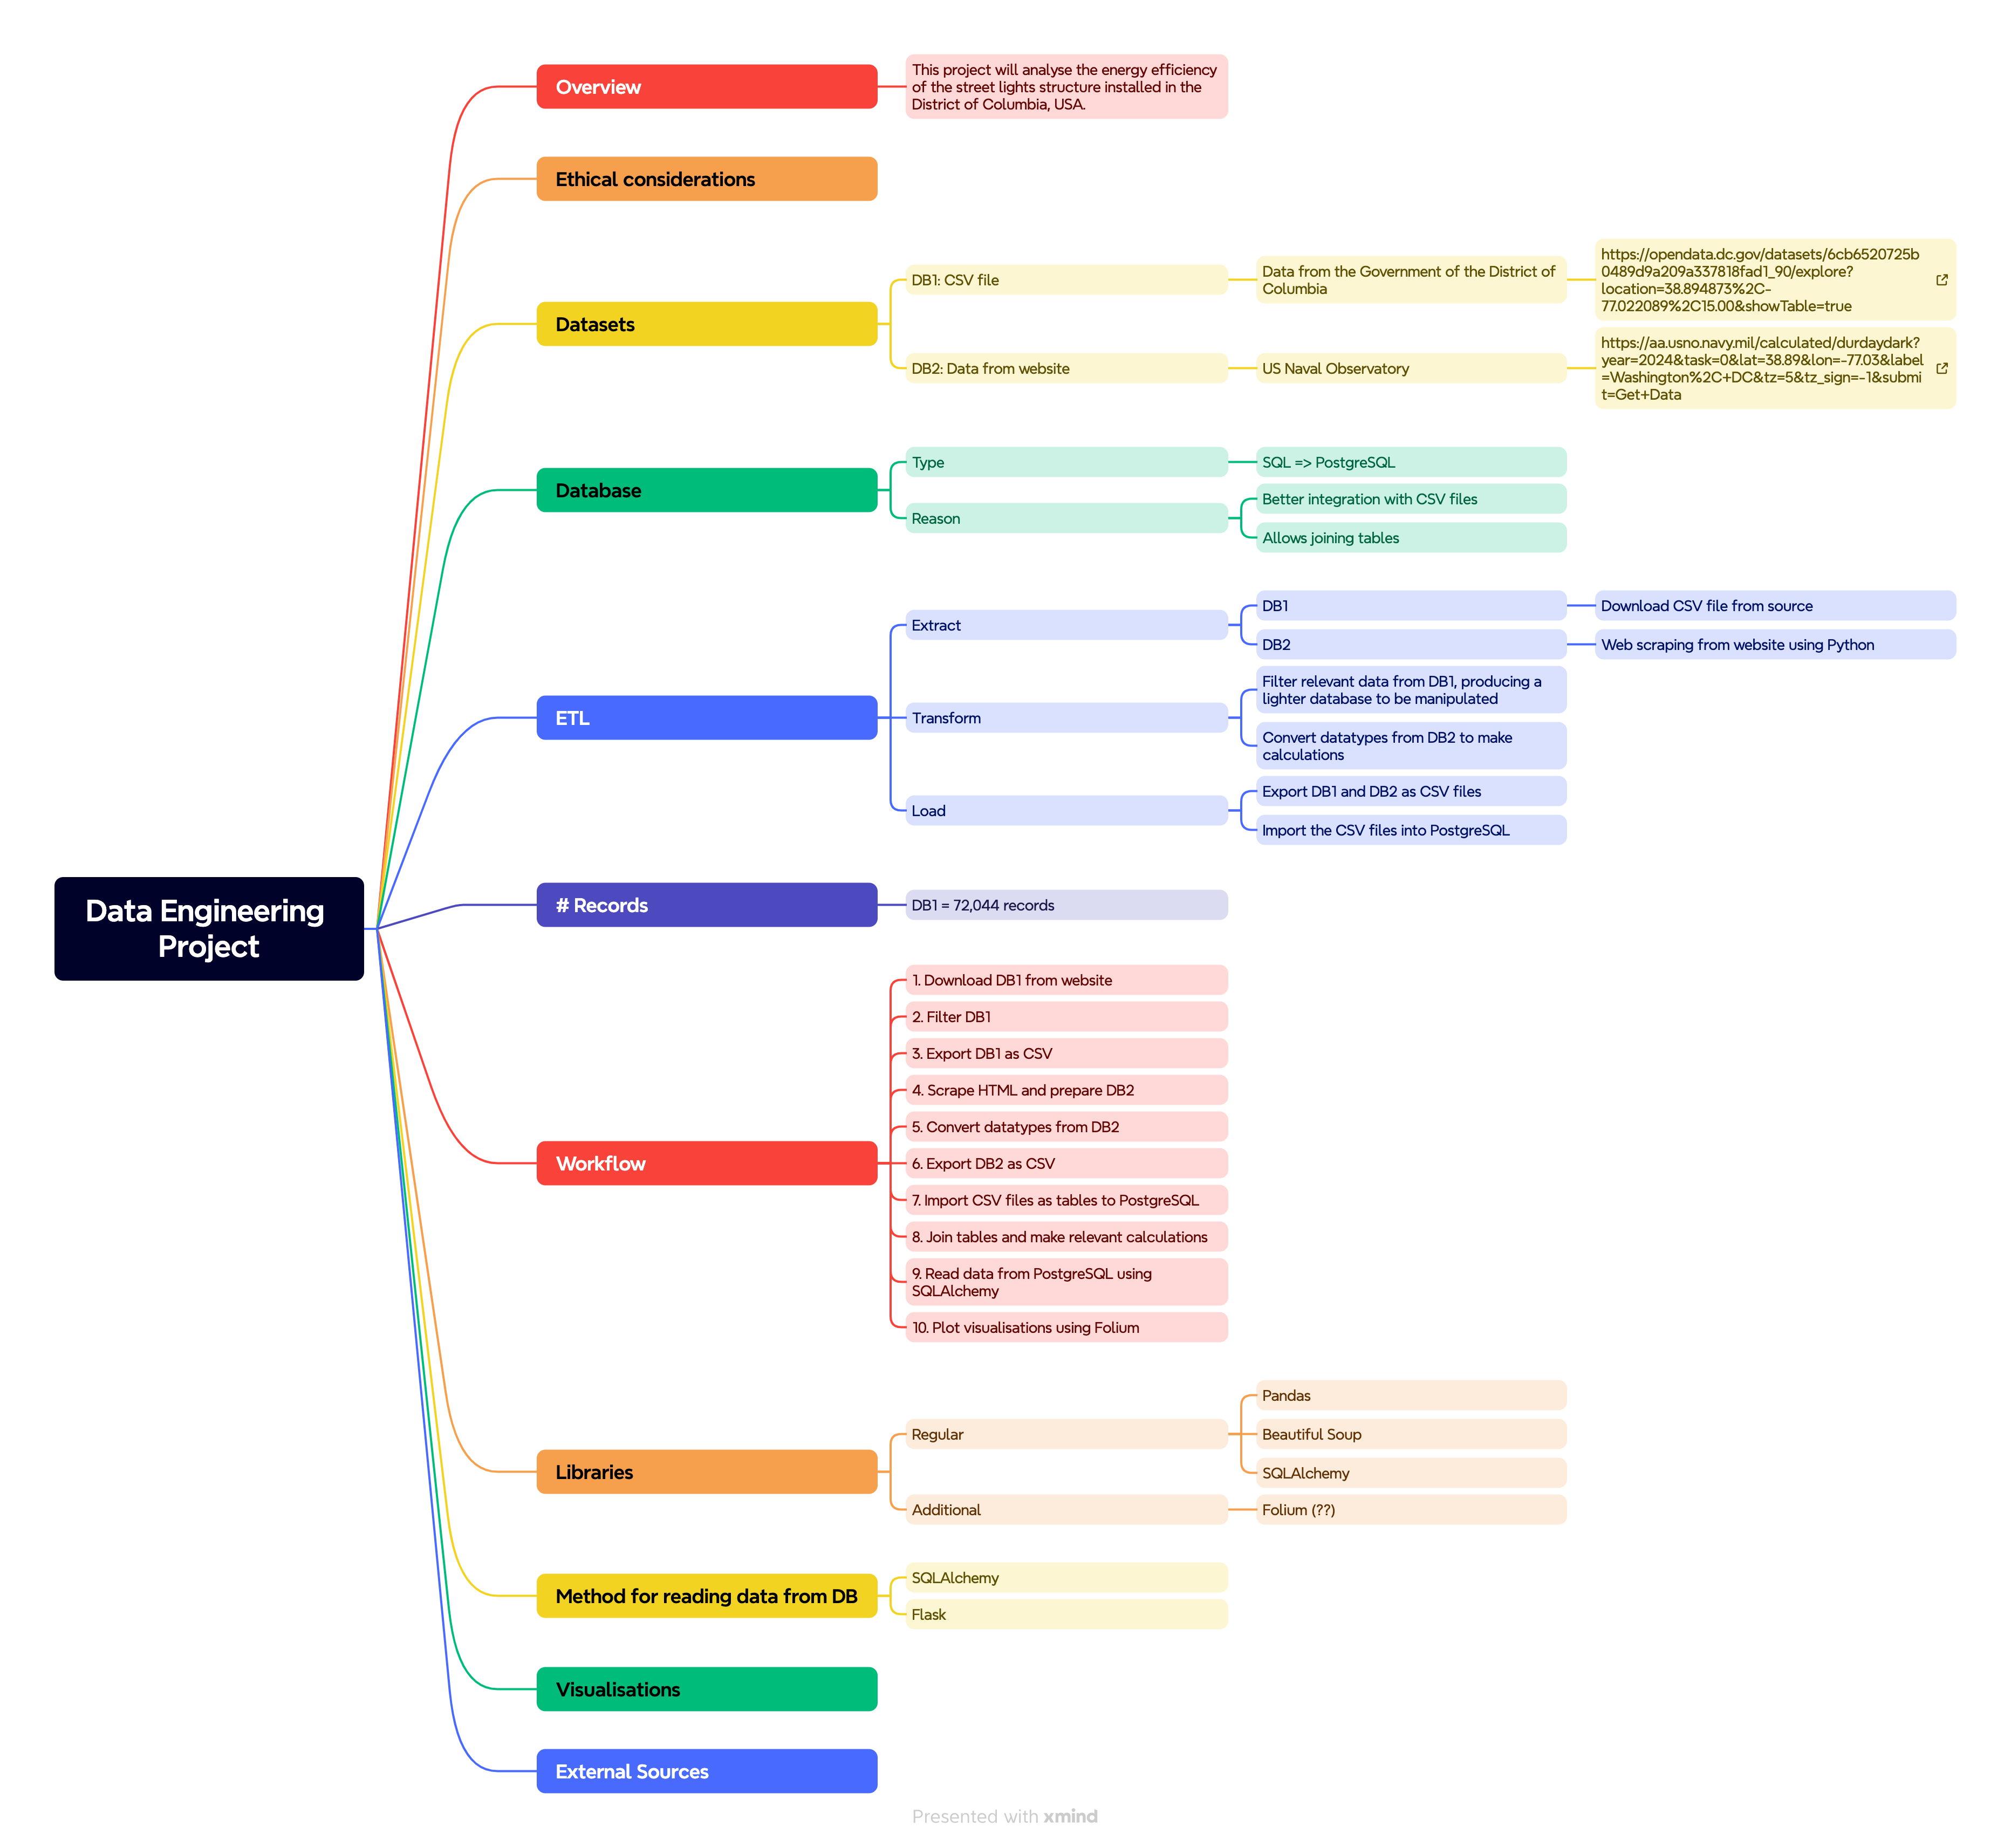 Data Engineering
Project
Overview
This project will analyse the energy efficiency
of the street lights structure installed in the
District of Columbia, USA.
Ethical considerations
Datasets
DB1: CSV file
Data from the Government of the District of
Columbia
https://opendata.dc.gov/datasets/6cb6520725b
0489d9a209a337818fad1_90/explore?
location=38.894873%2C-
77.022089%2C15.00&showTable=true
DB2: Data from website
US Naval Observatory
https://aa.usno.navy.mil/calculated/durdaydark?
year=2024&task=0&lat=38.89&lon=-77.03&label
=Washington%2C+DC&tz=5&tz_sign=-1&submi
t=Get+Data
Database
Type
SQL => PostgreSQL
Reason
Better integration with CSV files
Allows joining tables
ETL
Extract
DB1
Download CSV file from source
DB2
Web scraping from website using Python
Transform
Filter relevant data from DB1, producing a
lighter database to be manipulated
Convert datatypes from DB2 to make
calculations
Load
Export DB1 and DB2 as CSV files
Import the CSV files into PostgreSQL
# Records
DB1 = 72,044 records
Workflow
1. Download DB1 from website
2. Filter DB1
3. Export DB1 as CSV
4. Scrape HTML and prepare DB2
5. Convert datatypes from DB2
6. Export DB2 as CSV
7. Import CSV files as tables to PostgreSQL
8. Join tables and make relevant calculations
9. Read data from PostgreSQL using
SQLAlchemy
10. Plot visualisations using Folium
Libraries
Regular
Pandas
Beautiful Soup
SQLAlchemy
Additional
Folium (??)
Method for reading data from DB
SQLAlchemy
Flask
Visualisations
External Sources
Presented with xmind